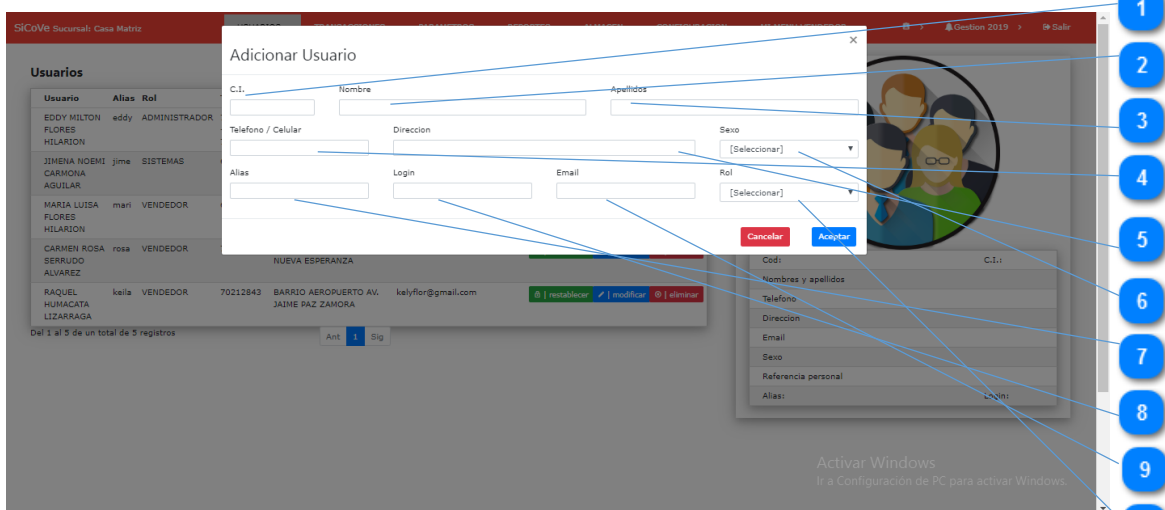 SiCoVe Sucursal: Casa Matriz
Gestion 2019 > Salir
Adicionar Usuario ×
C.I. Nombre Apellidos
Telefono / Celular Direccion Sexo
[Seleccionar]
Alias Login Email Rol
[Seleccionar]
Cancelar Aceptar
Usuarios
Usuario Alias Rol
EDDY MILTON eddy ADMINISTRADOR
FLORES
HILARION
JIMENA NOEMI jime SISTEMAS
CARMONA
AGUILAR
MARIA LUISA mari VENDEDOR
FLORES
HILARION
CARMEN ROSA rosa VENDEDOR
SERRUDO NUEVA ESPERANZA
ALVAREZ
RAQUEL keila VENDEDOR 70212843 BARRIO AEROPUERTO AV. kelyflor@gmail.com | restablecer | modificar | eliminar
HUMACATA JAIME PAZ ZAMORA
LIZARRAGA
Del 1 al 5 de un total de 5 registros
Ant 1 Sig
Cod: C.I.:
Nombres y apellidos
Telefono
Direccion
Email
Sexo
Referencia personal
Alias: Login:
Activar Windows
Ir a Configuración de PC para activar Windows.
1
2
3
4
5
6
7
8
9